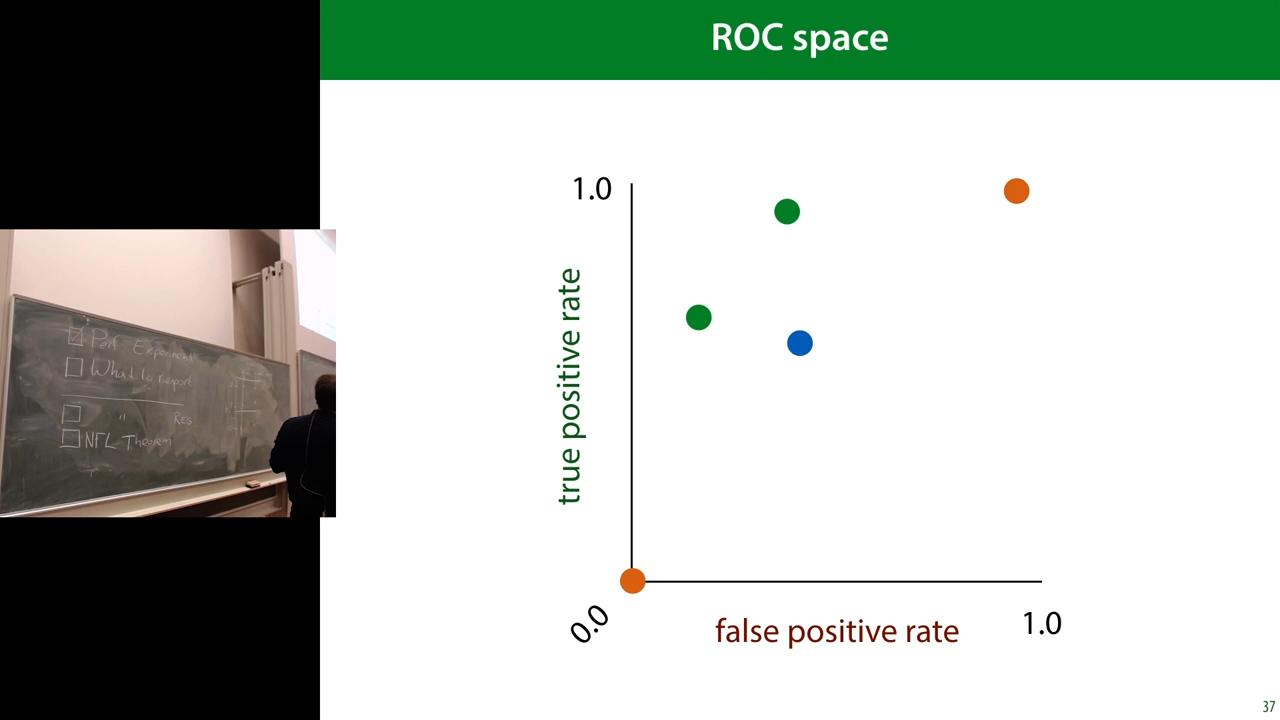 ROC space
1.0
true positive rate
0.0
false positive rate
1.0
37
Perf. Experiment
What to report
" Reg
NFL Theorem